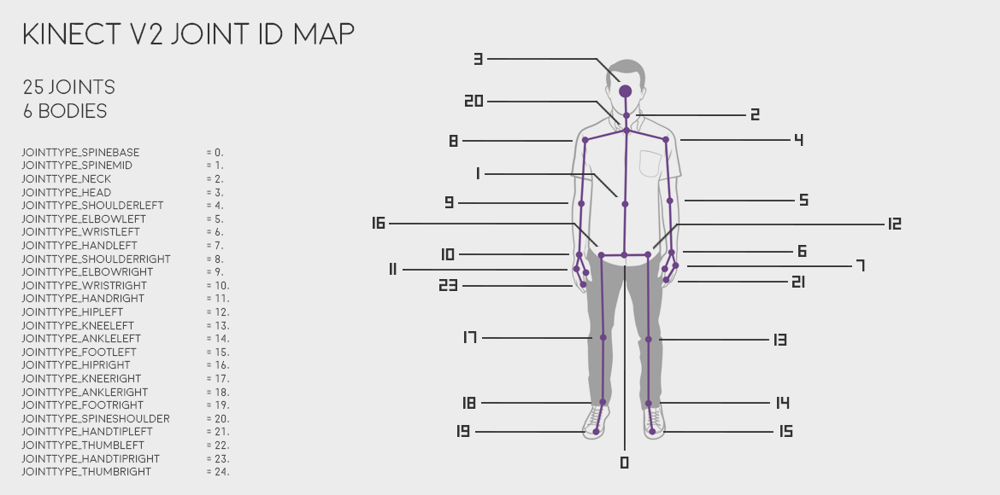 KINECT V2 JOINT ID MAP
25 JOINTS
6 BODIES
JOINTTYPE_SPINEBASE = 0.
JOINTTYPE_SPINEMID = 1.
JOINTTYPE_NECK = 2.
JOINTTYPE_HEAD = 3.
JOINTTYPE_SHOULDERLEFT = 4.
JOINTTYPE_ELBOWLEFT = 5.
JOINTTYPE_WRISTLEFT = 6.
JOINTTYPE_HANDLEFT = 7.
JOINTTYPE_SHOULDERRIGHT = 8.
JOINTTYPE_ELBOWRIGHT = 9.
JOINTTYPE_WRISTRIGHT = 10.
JOINTTYPE_HANDRIGHT = 11.
JOINTTYPE_HIPLEFT = 12.
JOINTTYPE_KNEELEFT = 13.
JOINTTYPE_ANKLELEFT = 14.
JOINTTYPE_FOOTLEFT = 15.
JOINTTYPE_HIPRIGHT = 16.
JOINTTYPE_KNEERIGHT = 17.
JOINTTYPE_ANKLERIGHT = 18.
JOINTTYPE_FOOTRIGHT = 19.
JOINTTYPE_SPINESHOULDER = 20.
JOINTTYPE_HANDTIPLEFT = 21.
JOINTTYPE_THUMBLEFT = 22.
JOINTTYPE_HANDTIPRIGHT = 23.
JOINTTYPE_THUMBRIGHT = 24.
3
20
2
8
4
1
9
5
16
12
10
6
11
7
23
21
17
13
18
14
19
15
0